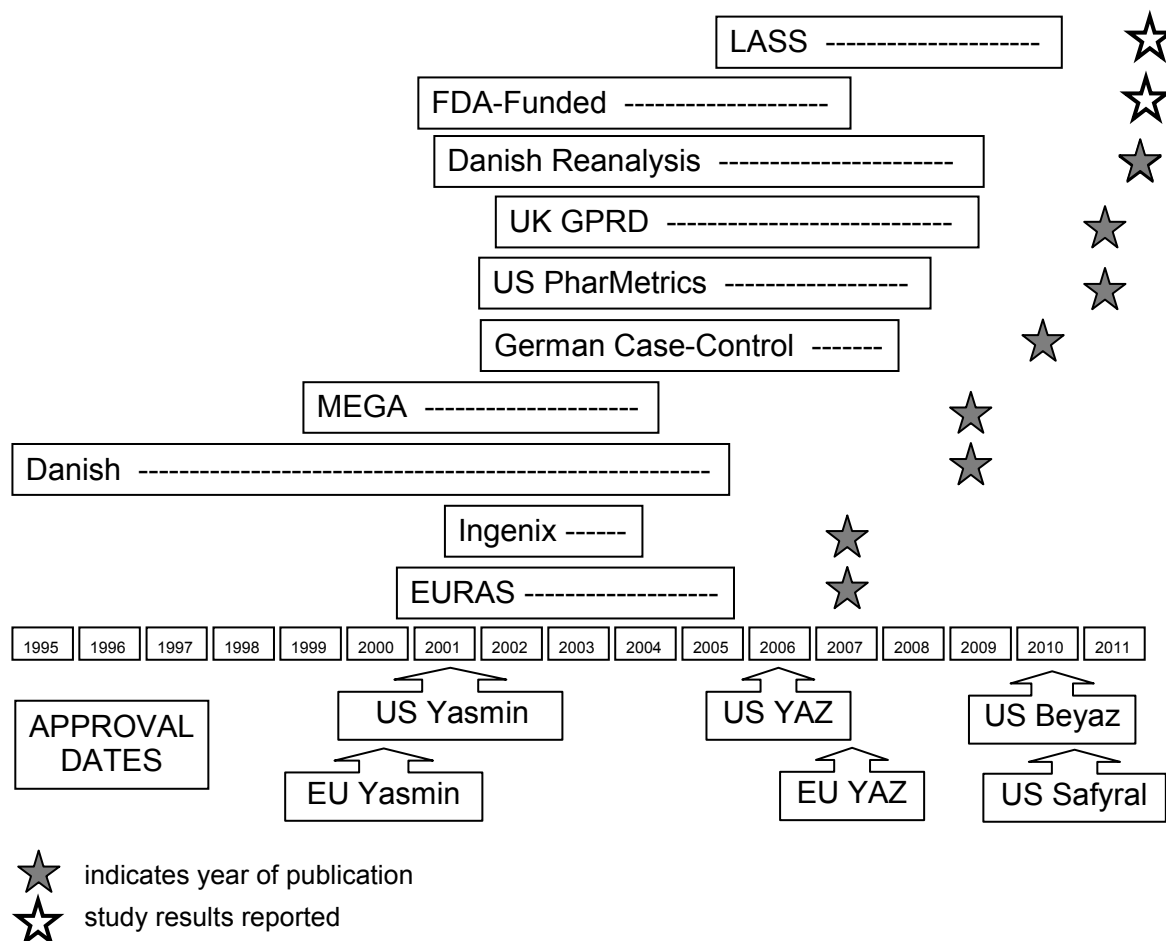 LASS ---------------------
FDA-Funded --------------------
Danish Reanalysis -----------------------
UK GPRD ----------------------------
US PharMetrics ------------------
German Case-Control -------
MEGA ---------------------
Danish --------------------------------------------------------
Ingenix ------
EURAS ---------------------
1995 1996 1997 1998 1999 2000 2001 2002 2003 2004 2005 2006 2007 2008 2009 2010 2011
APPROVAL
DATES
US Yasmin
US YAZ
US Beyaz
EU Yasmin
EU YAZ
US Safyral
indicates year of publication
study results reported